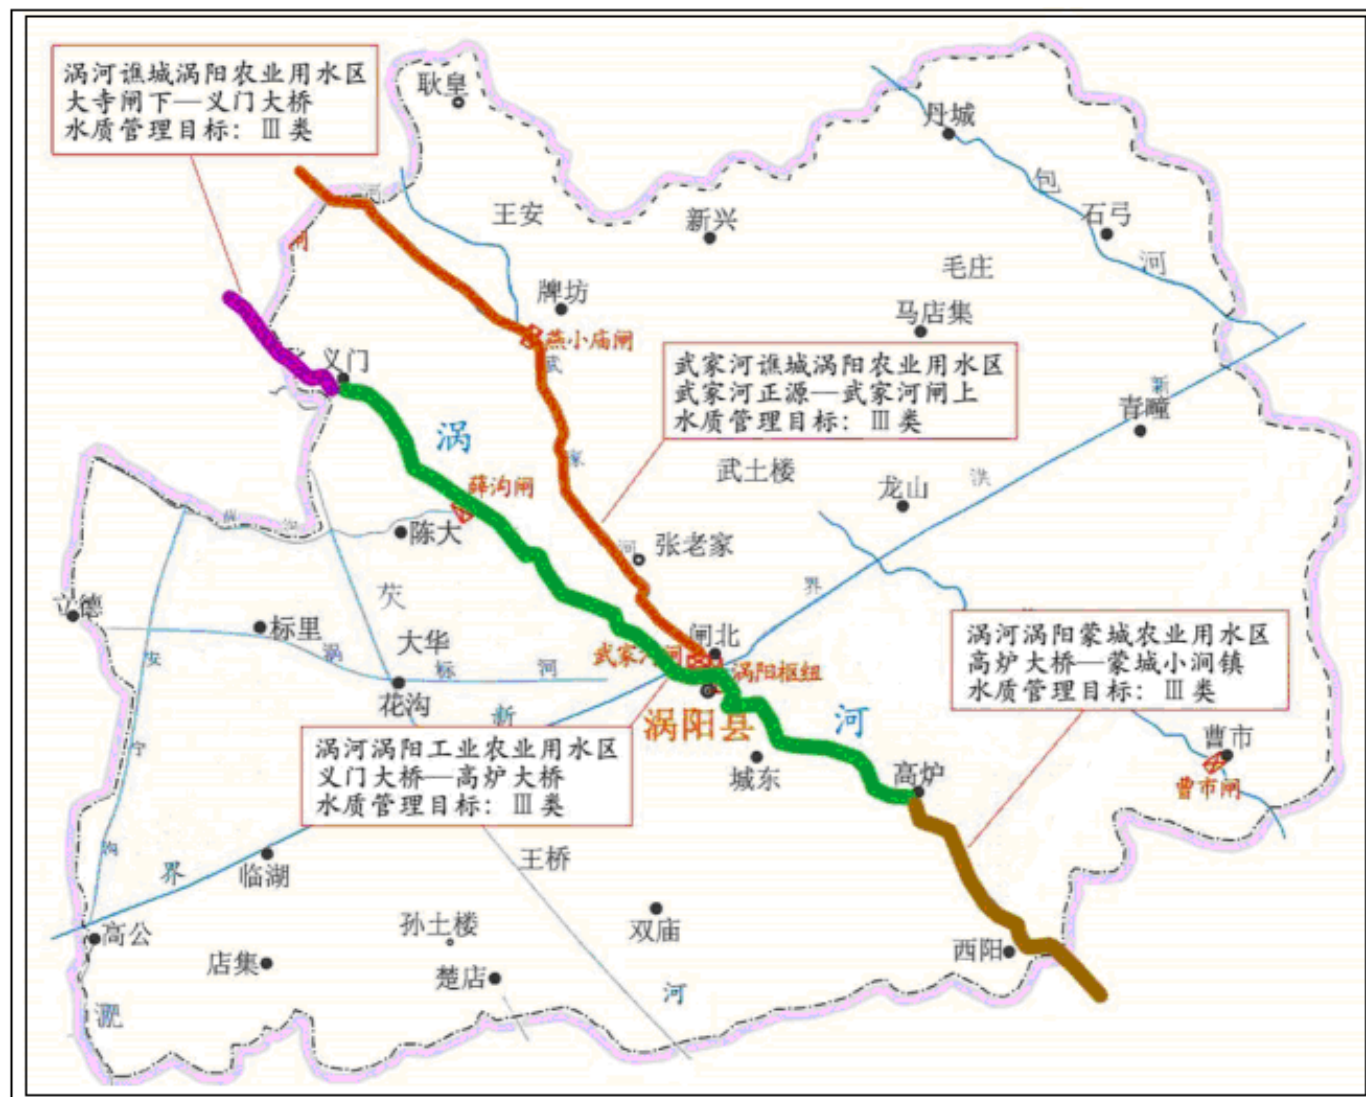 涡河谯城涡阳农业用水区
大寺闸下—义门大桥
水质管理目标：Ⅲ类
耿皇
丹城
包
河
王安
新兴
石弓
河
毛庄
河
牌坊
马店集
燕小庙闸
义门
武
武家河谯城涡阳农业用水区
武家河正源—武家河闸上
水质管理目标：Ⅲ类
新
青疃
涡
家
武土楼
洪
薛沟闸
龙山
陈大
河
张老家
界
立德
标里
大华
安
涡
标
河
闸北
涡阳枢纽
花沟
新
涡阳县
河
涡河涡阳蒙城农业用水区
高炉大桥—蒙城小涧镇
水质管理目标：Ⅲ类
宁
曹市
曹市闸
涡河涡阳工业农业用水区
义门大桥—高炉大桥
水质管理目标：Ⅲ类
城东
高炉
沟
界
临湖
王桥
高公
店集
孙土楼
双庙
西阳
楚店
河
淝